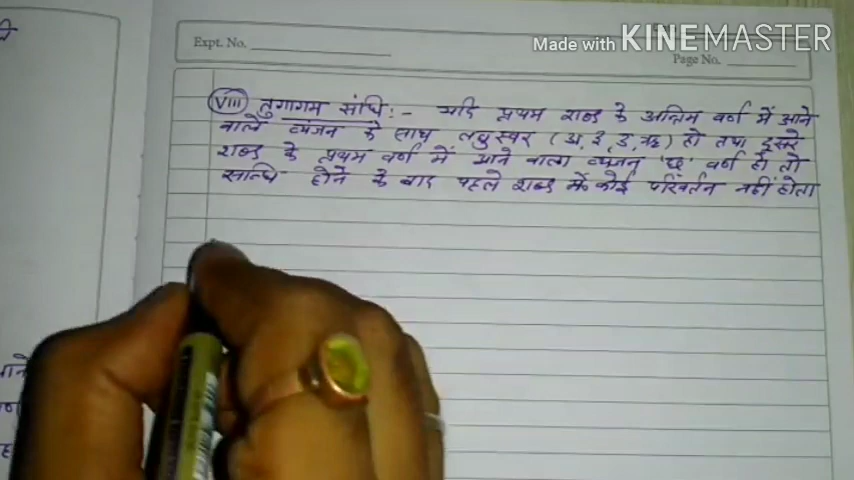 Made with KINEMASTER
Expt. No.
Page No.
VIII तुगागम संधि :- यदि प्रथम शब्द के अन्तिम वर्ण में आने
वाले व्यंजन के साथ लघुस्वर (अ, इ, उ, ऋ) हो तथा दूसरे
शब्द के प्रथम वर्ण में आने वाला व्यंजन 'छ' वर्ण हो तो
सन्धि होने के बाद पहले शब्द में कोई परिवर्तन नहीं होता